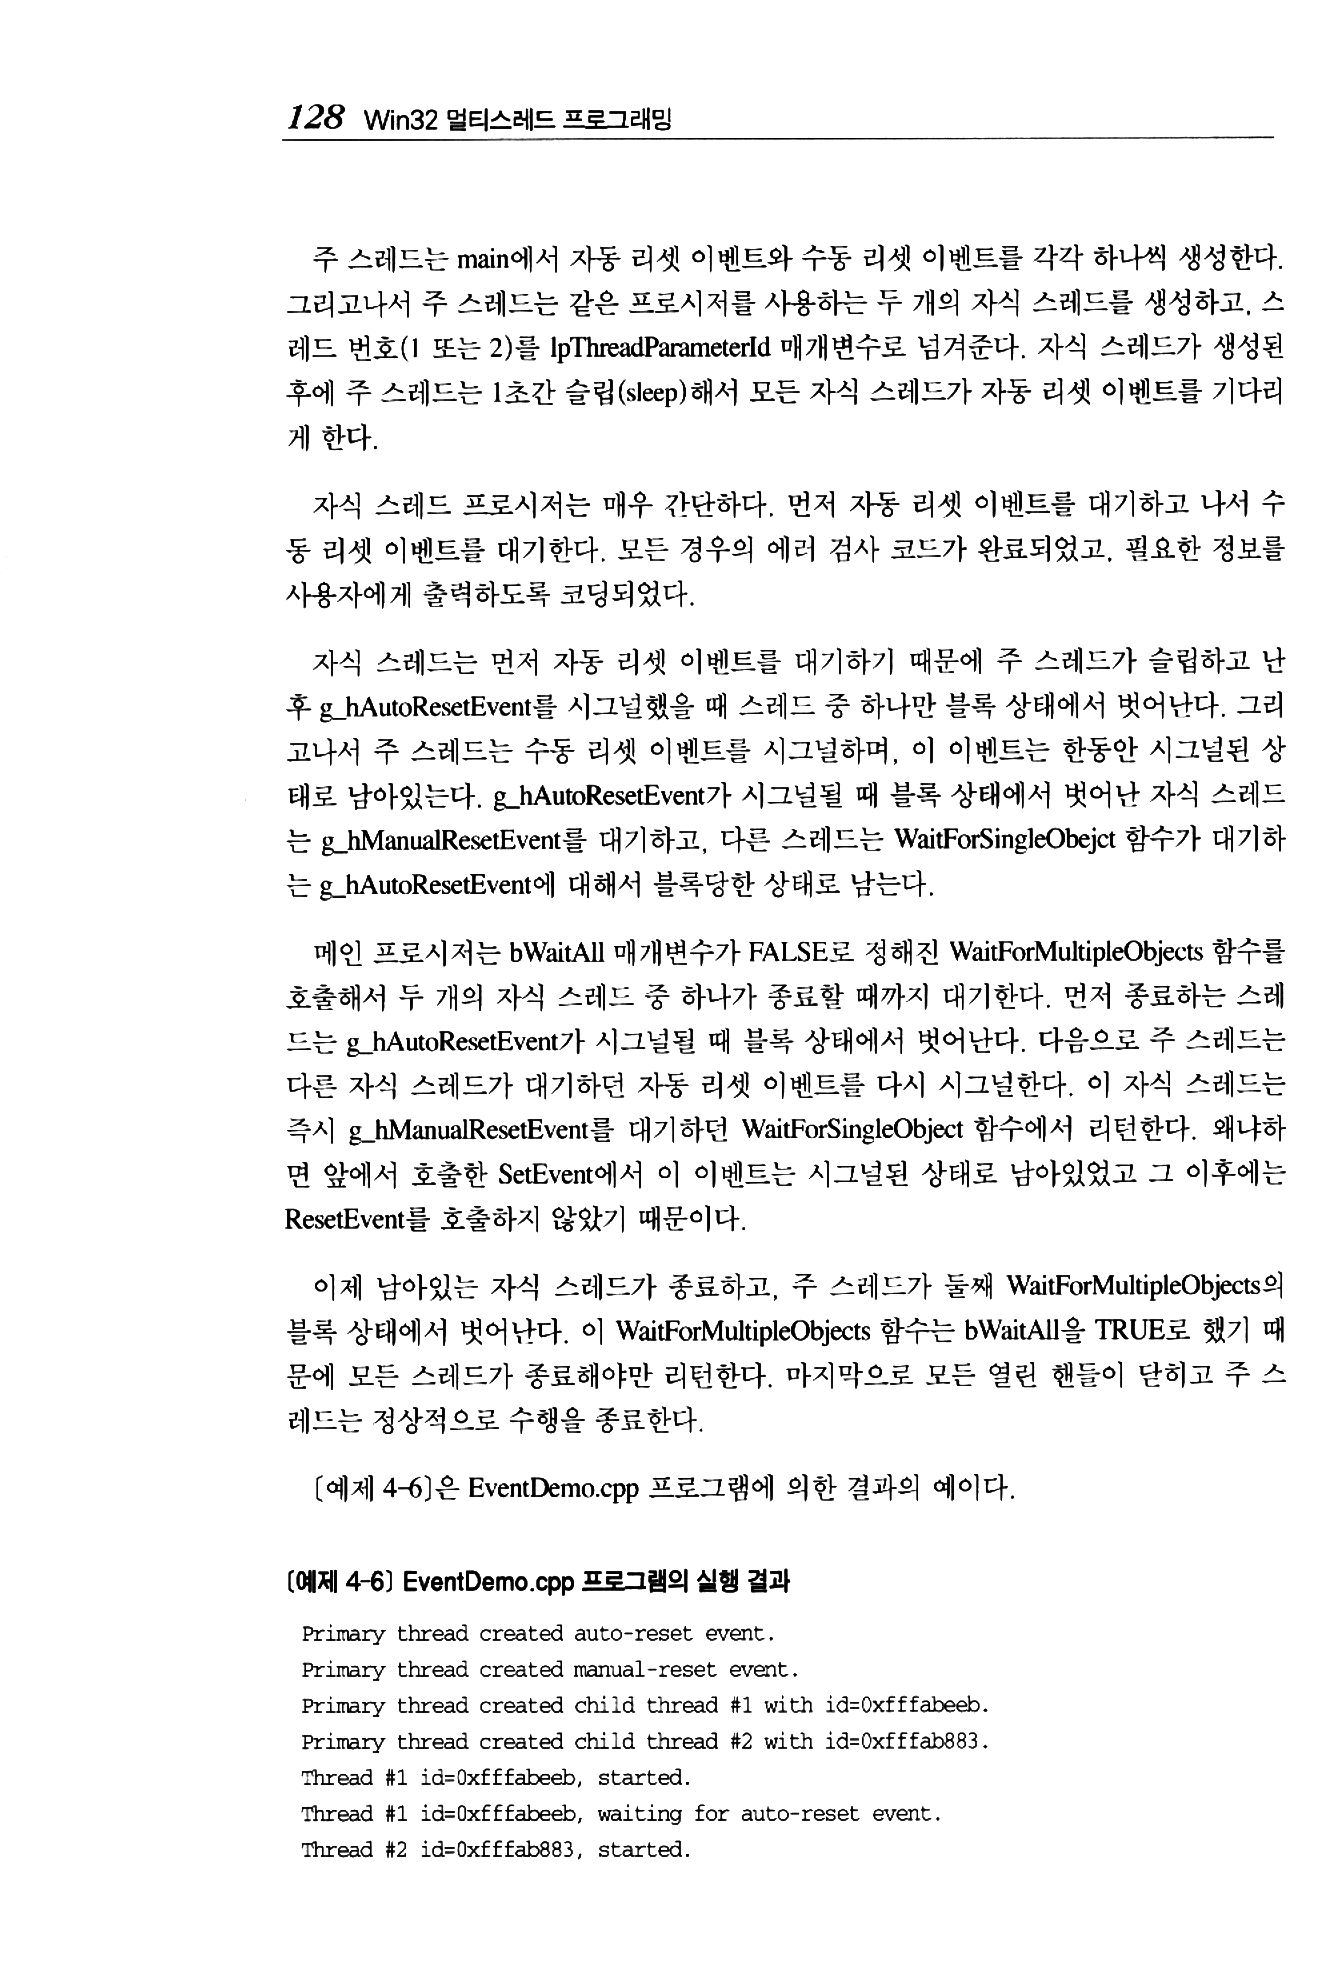 128 Win32 멀티스레드 프로그래밍
주 스레드는 main에서 자동 리셋 이벤트와 수동 리셋 이벤트를 각각 하나씩 생성한다.
그리고나서 주 스레드는 같은 프로시저를 사용하는 두 개의 자식 스레드를 생성하고, 스
레드 번호(1 또는 2)를 lpThreadParameterId 매개변수로 넘겨준다. 자식 스레드가 생성된
후에 주 스레드는 1초간 슬립(sleep)해서 모든 자식 스레드가 자동 리셋 이벤트를 기다리
게 한다.
자식 스레드 프로시저는 매우 간단하다. 먼저 자동 리셋 이벤트를 대기하고 나서 수
동 리셋 이벤트를 대기한다. 모든 경우의 에러 검사 코드가 완료되었고, 필요한 정보를
사용자에게 출력하도록 코딩되었다.
자식 스레드는 먼저 자동 리셋 이벤트를 대기하기 때문에 주 스레드가 슬립하고 난
후 g_hAutoResetEvent를 시그널했을 때 스레드 중 하나만 블록 상태에서 벗어난다. 그리
고나서 주 스레드는 수동 리셋 이벤트를 시그널하며, 이 이벤트는 한동안 시그널된 상
태로 남아있는다. g_hAutoResetEvent가 시그널될 때 블록 상태에서 벗어난 자식 스레드
는 g_hManualResetEvent를 대기하고, 다른 스레드는 WaitForSingleObejct 함수가 대기하
는 g_hAutoResetEvent에 대해서 블록당한 상태로 남는다.
메인 프로시저는 bWaitAll 매개변수가 FALSE로 정해진 WaitForMultipleObjects 함수를
호출해서 두 개의 자식 스레드 중 하나가 종료할 때까지 대기한다. 먼저 종료하는 스레
드는 g_hAutoResetEvent가 시그널될 때 블록 상태에서 벗어난다. 다음으로 주 스레드는
다른 자식 스레드가 대기하던 자동 리셋 이벤트를 다시 시그널한다. 이 자식 스레드는
즉시 g_hManualResetEvent를 대기하던 WaitForSingleObject 함수에서 리턴한다. 왜냐하
면 앞에서 호출한 SetEvent에서 이 이벤트는 시그널된 상태로 남아있었고 그 이후에는
ResetEvent를 호출하지 않았기 때문이다.
이제 남아있는 자식 스레드가 종료하고, 주 스레드가 둘째 WaitForMultipleObjects의
블록 상태에서 벗어난다. 이 WaitForMultipleObjects 함수는 bWaitAll을 TRUE로 했기 때
문에 모든 스레드가 종료해야만 리턴한다. 마지막으로 모든 열린 핸들이 닫히고 주 스
레드는 정상적으로 수행을 종료한다.
[예제 4-6]은 EventDemo.cpp 프로그램에 의한 결과의 예이다.
[예제 4-6] EventDemo.cpp 프로그램의 실행 결과
Primary thread created auto-reset event.
Primary thread created manual-reset event.
Primary thread created child thread #1 with id=0xfffabeeb.
Primary thread created child thread #2 with id=0xfffab883.
Thread #1 id=0xfffabeeb, started.
Thread #1 id=0xfffabeeb, waiting for auto-reset event.
Thread #2 id=0xfffab883, started.